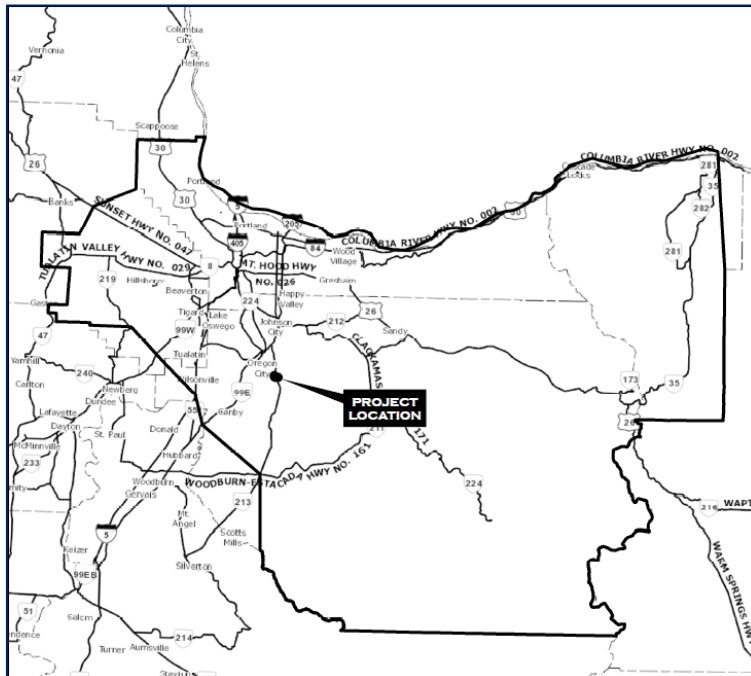 Columbia
City
St.
Helens
Vernonia
47
Scappoose
30
26
Banks
Portland
30
SUNSET HWY NO. 047
5
205
Portland
405
84
COLUMBIA RIVER HWY NO. 002
30
Cascade
Locks
COLUMBIA RIVER HWY NO. 002
281
35
282
281
TUALATIN VALLEY HWY NO. 029
8
MT. HOOD HWY
NO. 026
Wood
Village
Gresham
219
Hillsboro
Beaverton
224
Happy
Valley
26
Tigard
Lake
Oswego
Johnson
City
212
Sandy
99W
47
Tualatin
CLACKAMAS
Yamhill
240
Carlton
Newberg
Dundee
Wilsonville
Oregon
City
99E
Canby
PROJECT
LOCATION
173
35
26
Lafayette
Dayton
St. Paul
Donald
McMinnville
Hubbard
211
171
233
Woodburn
WOODBURN-ESTACADA HWY NO. 161
Gervais
213
224
216
WAPT
Mt.
Angel
5
Scotts
Mills
Keizer
Silverton
WARM SPRINGS HWY
99EB
51
Salem
214
Turner
Aumsville